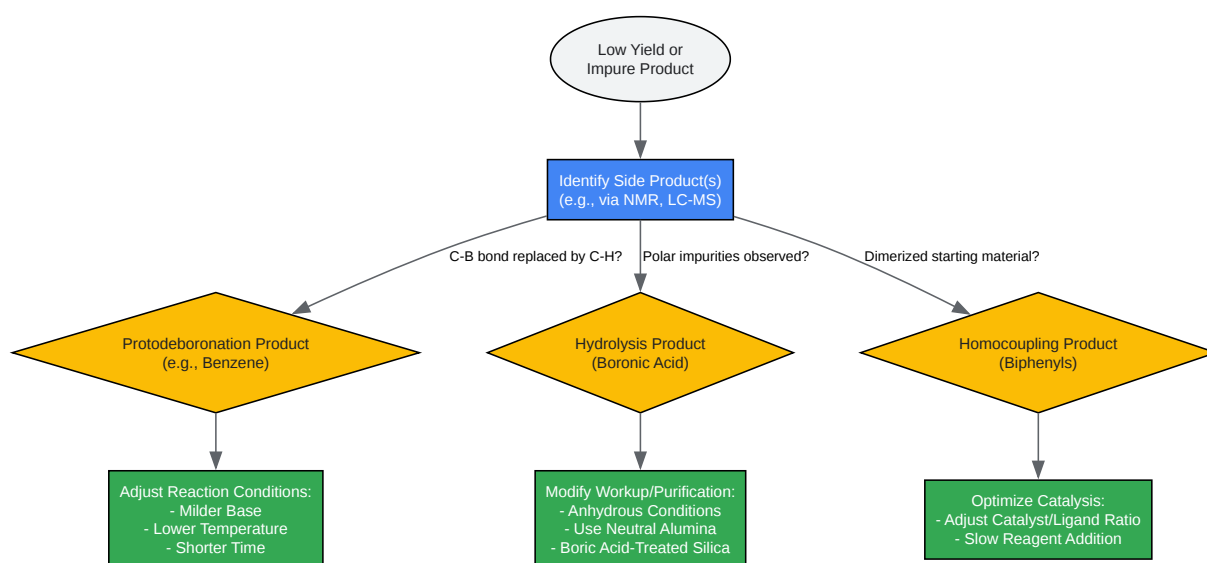 Low Yield or
Impure Product
Identify Side Product(s)
(e.g., via NMR, LC-MS)
C-B bond replaced by C-H?
Polar impurities observed?
Dimerized starting material?
Protodeboronation Product
(e.g., Benzene)
Hydrolysis Product
(Boronic Acid)
Homocoupling Product
(Biphenyls)
Adjust Reaction Conditions:
- Milder Base
- Lower Temperature
- Shorter Time
Modify Workup/Purification:
- Anhydrous Conditions
- Use Neutral Alumina
- Boric Acid-Treated Silica
Optimize Catalysis:
- Adjust Catalyst/Ligand Ratio
- Slow Reagent Addition